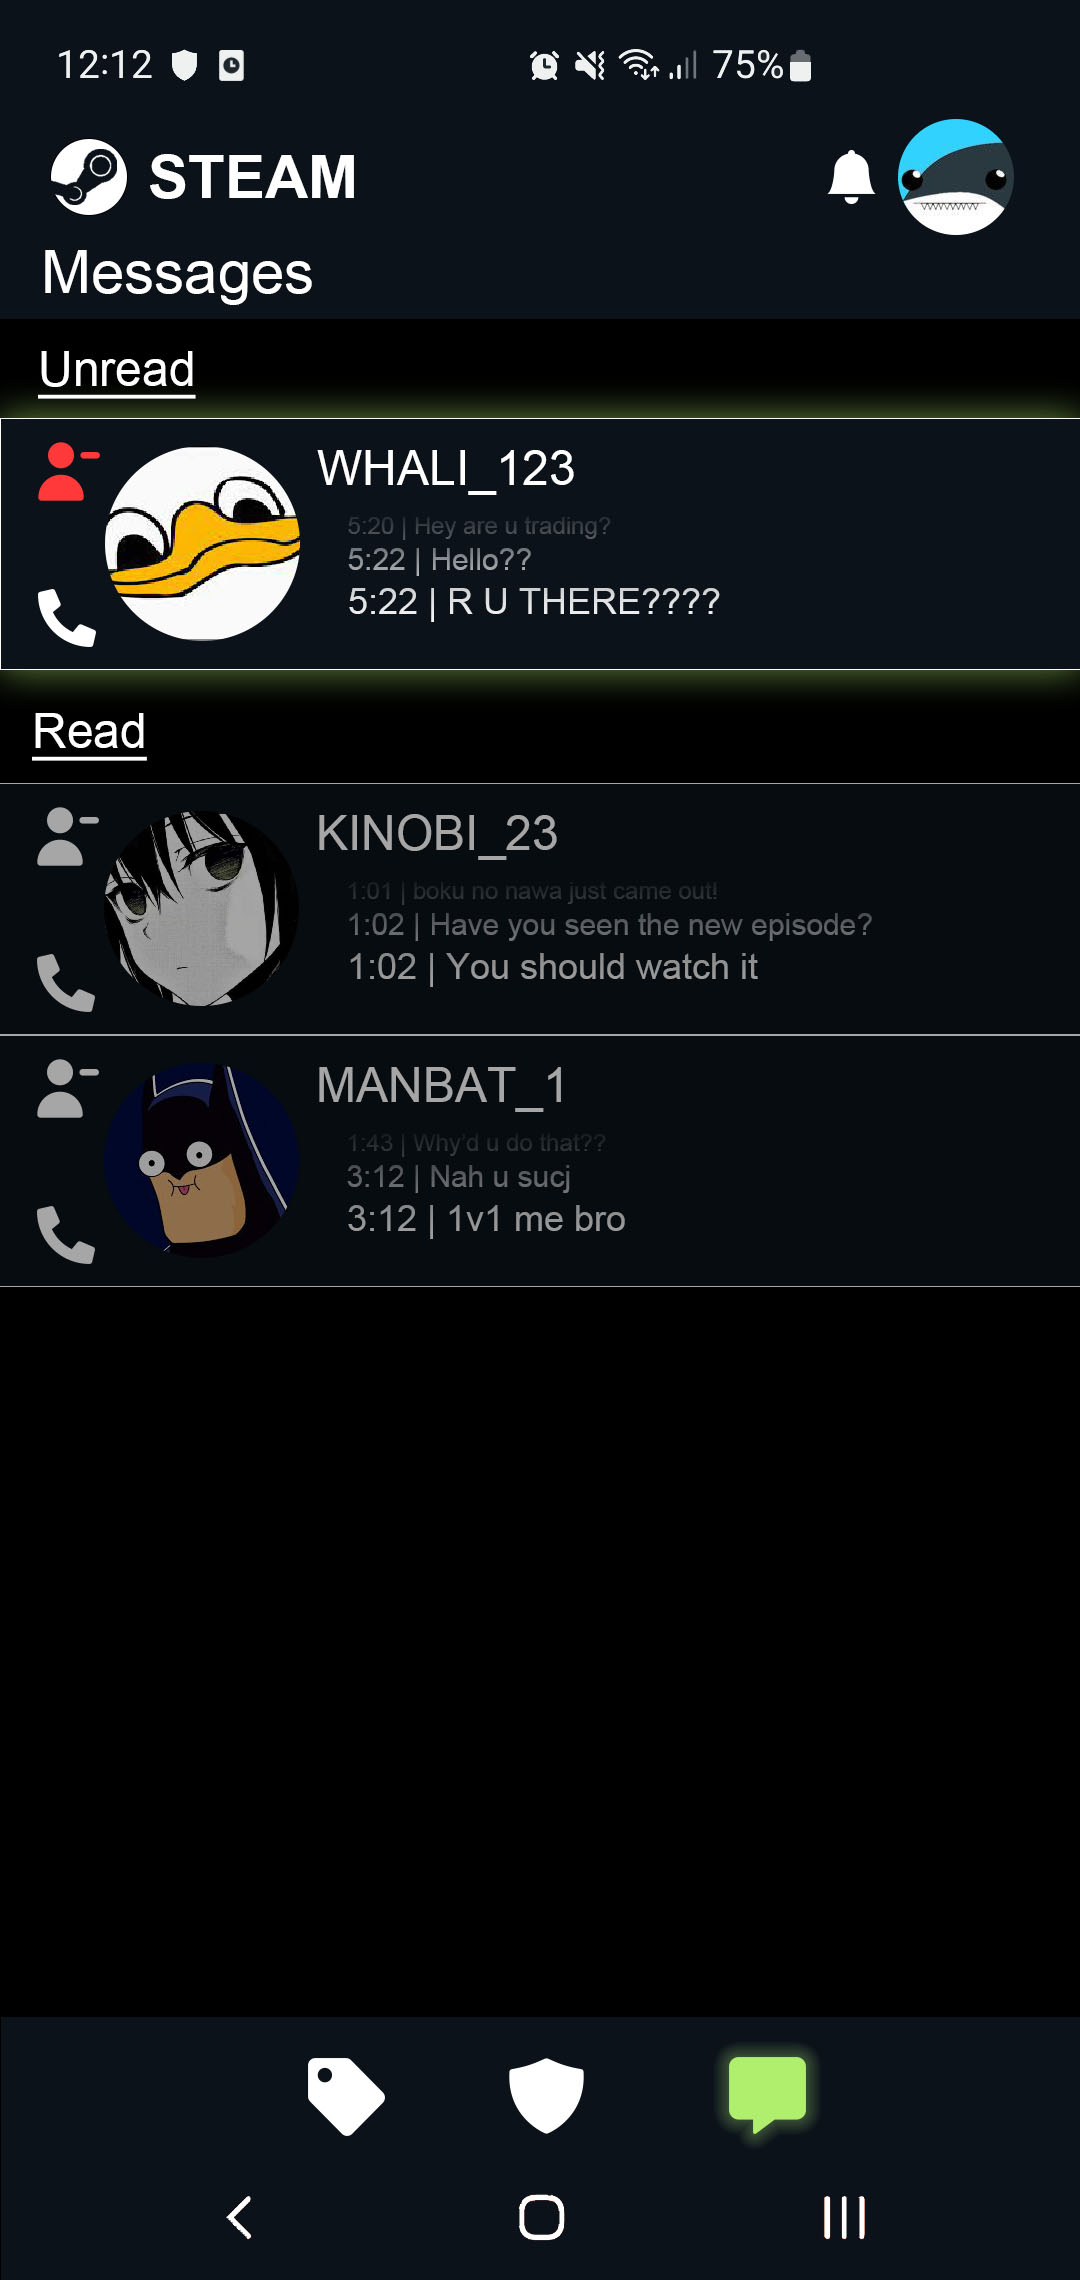 12:12
75%
STEAM
Messages
Unread
WHALI_123
5:20 | Hey are u trading?
5:22 | Hello??
5:22 | R U THERE????
Read
KINOBI_23
1:01 | boku no nawa just came out!
1:02 | Have you seen the new episode?
1:02 | You should watch it
MANBAT_1
1:43 | Why'd u do that??
3:12 | Nah u sucj
3:12 | 1v1 me bro